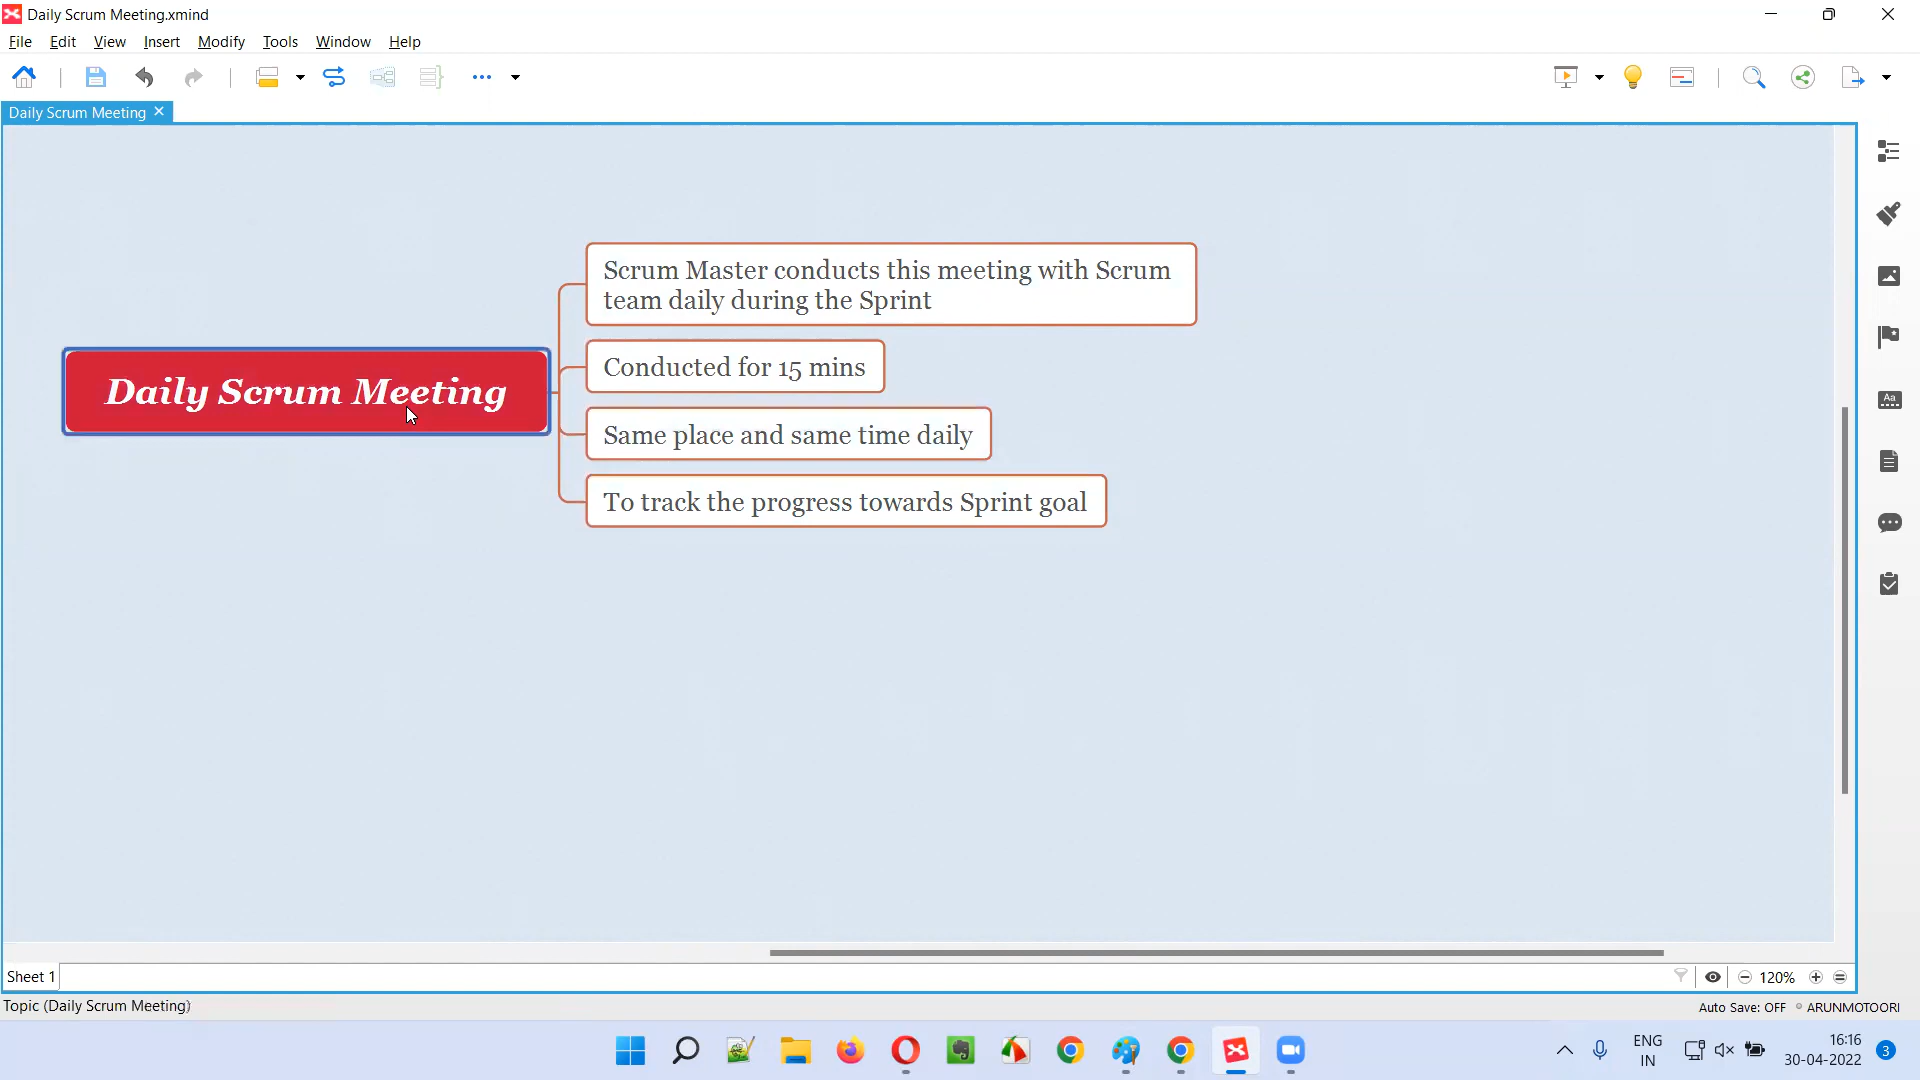 Daily Scrum Meeting.xmind
File Edit View Insert Modify Tools Window Help
Daily Scrum Meeting
Scrum Master conducts this meeting with Scrum
team daily during the Sprint
Conducted for 15 mins
Daily Scrum Meeting
Same place and same time daily
To track the progress towards Sprint goal
Aa
Sheet 1
120%
Topic (Daily Scrum Meeting)
Auto Save: OFF ARUNMOTOORI
ENG
IN
16:16
30-04-2022
3